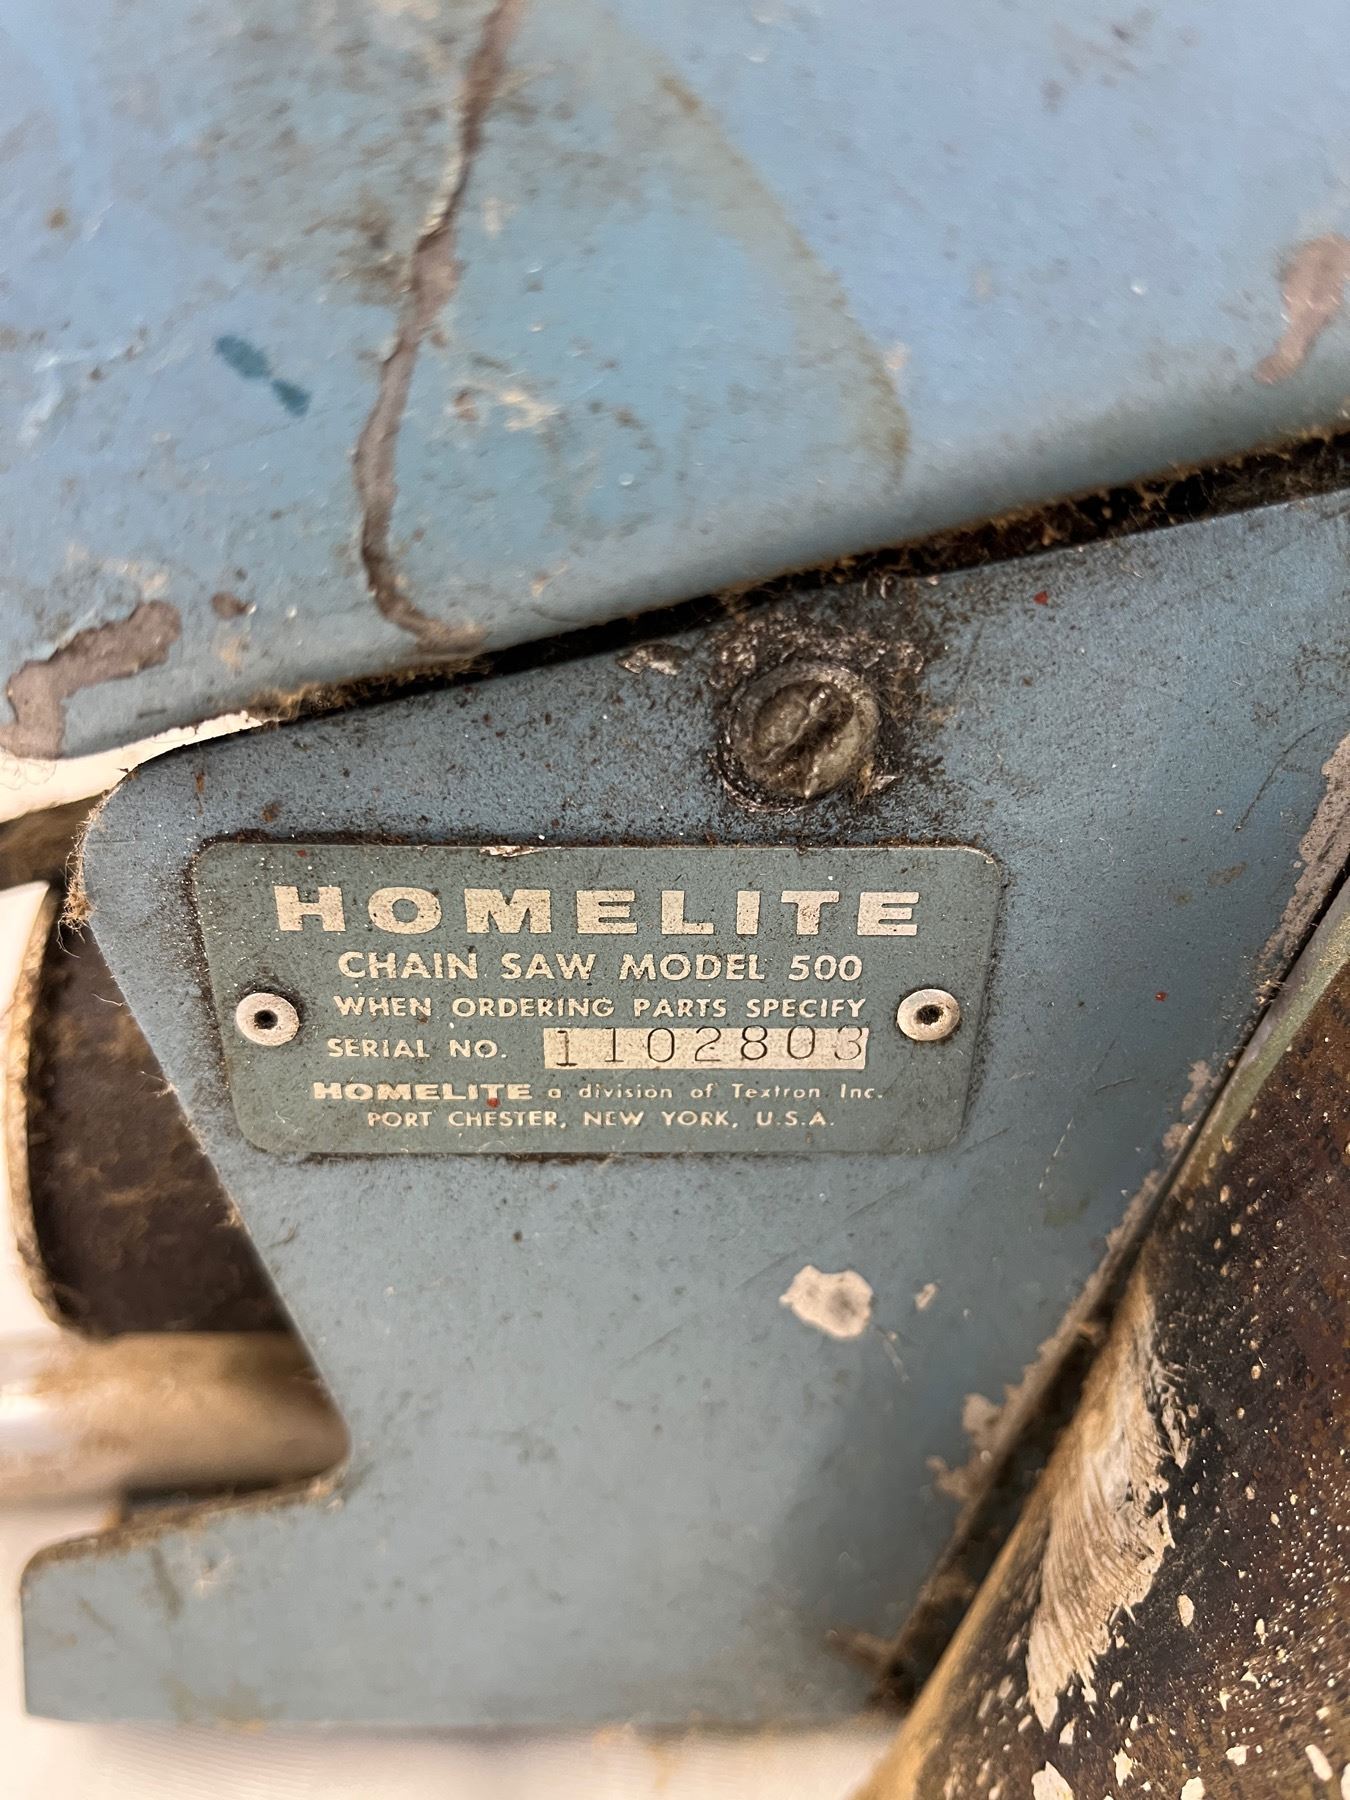 HOMELITE
CHAIN SAW MODEL 500
WHEN ORDERING PARTS SPECIFY
SERIAL NO. 1102803
HOMELITE a division of Textron Inc.
PORT CHESTER, NEW YORK, U.S.A.